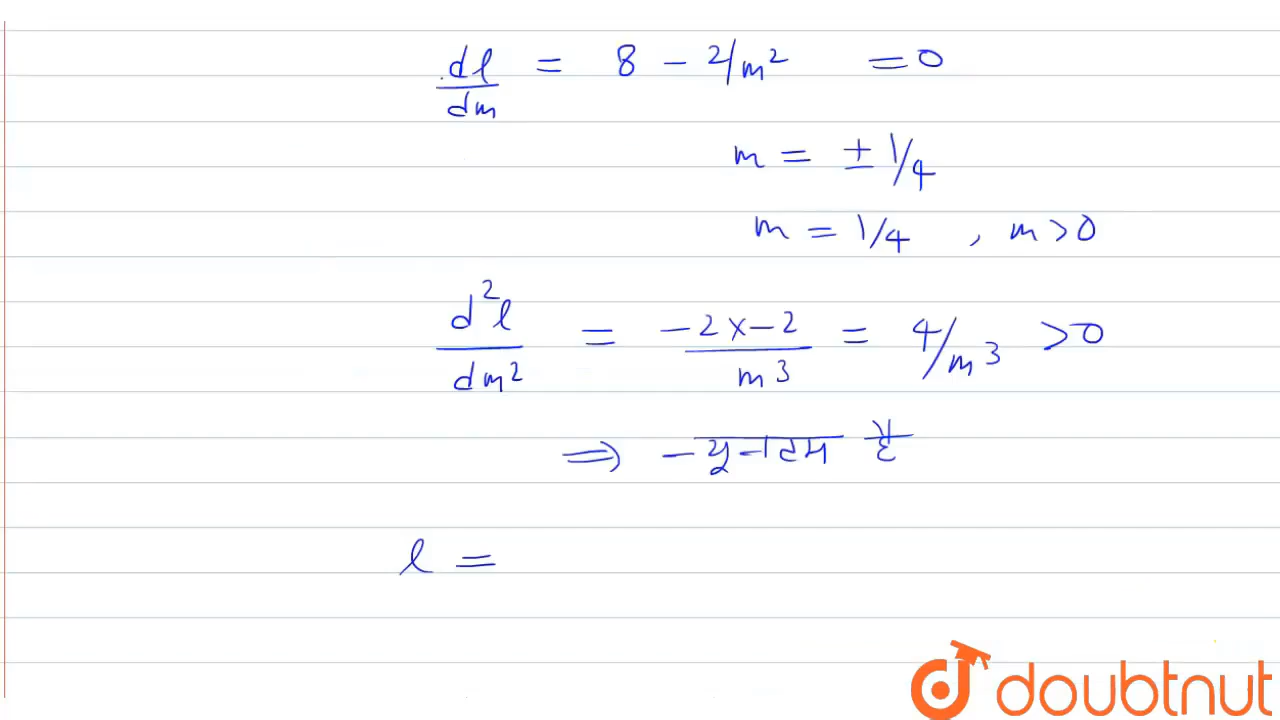 dl/dm = 8 - 2/m² = 0
m = ± 1/4
m = 1/4 , m > 0
d²l/dm² = -2 x -2/m³ = 4/m³ > 0
⇒ न्यूनतम है
l =
doubtnut